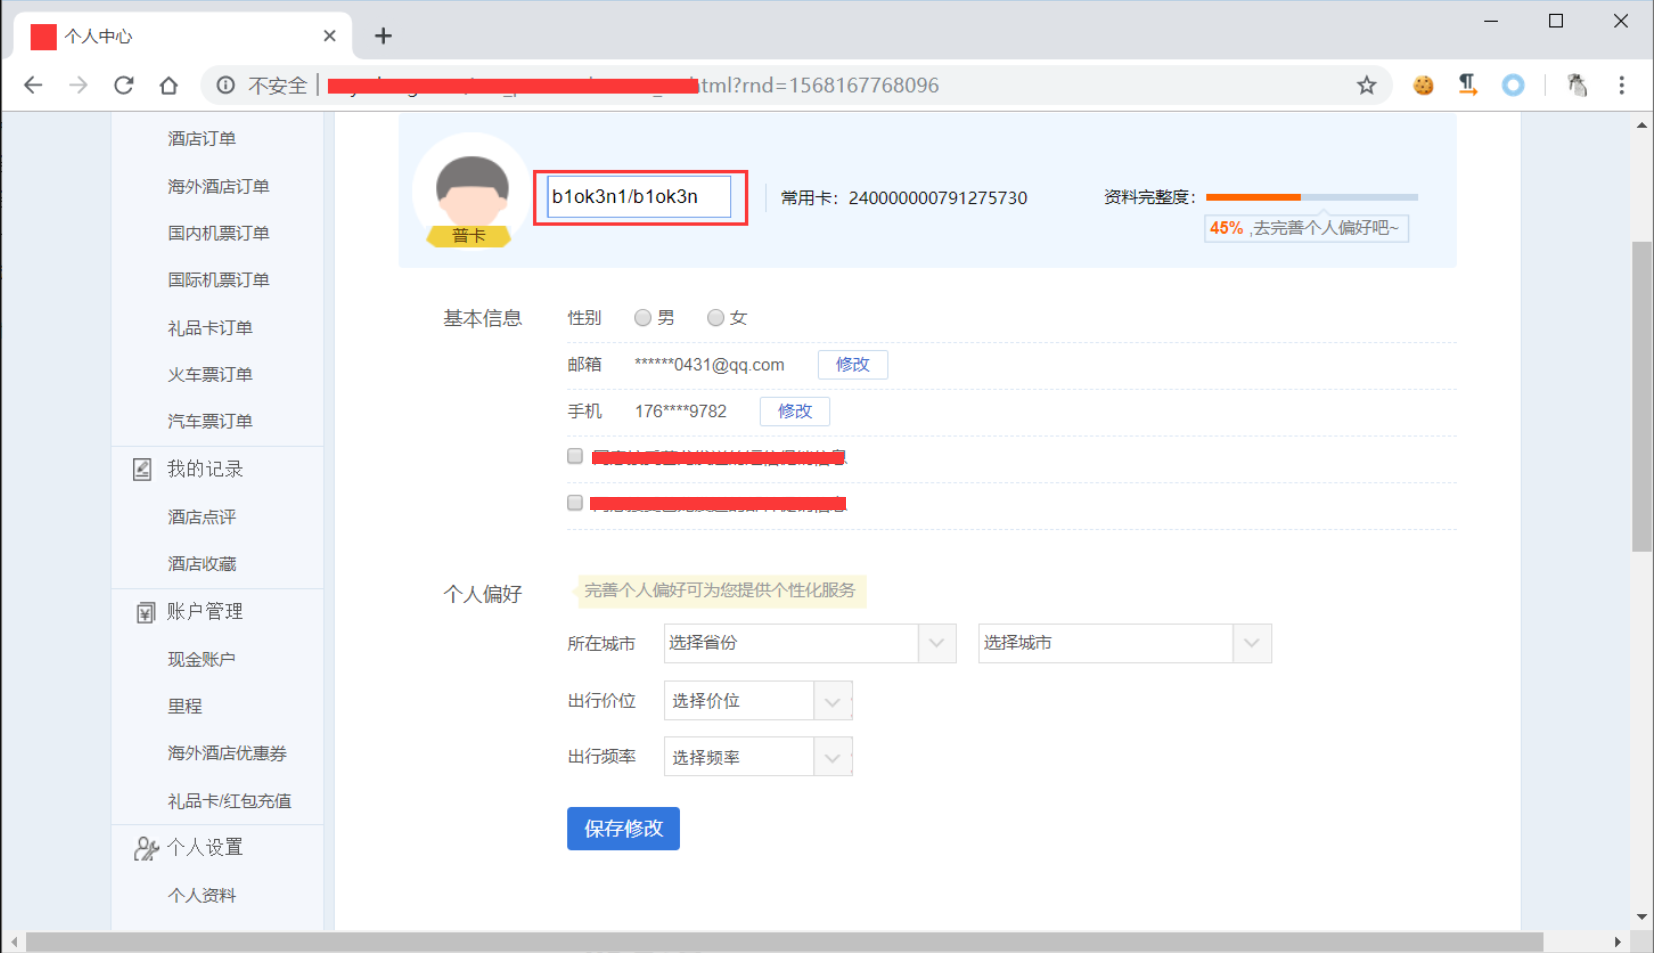 个人中心
不安全
tml?rnd=1568167768096
酒店订单
海外酒店订单
国内机票订单
国际机票订单
礼品卡订单
火车票订单
汽车票订单
我的记录
酒店点评
酒店收藏
账户管理
现金账户
里程
海外酒店优惠券
礼品卡/红包充值
个人设置
个人资料
普卡
b1ok3n1/b1ok3n
常用卡：240000000791275730
资料完整度：
45% ,去完善个人偏好吧~
基本信息
性别 男 女
邮箱 ******0431@qq.com 修改
手机 176****9782 修改
个人偏好
完善个人偏好可为您提供个性化服务
所在城市 选择省份 选择城市
出行价位 选择价位
出行频率 选择频率
保存修改